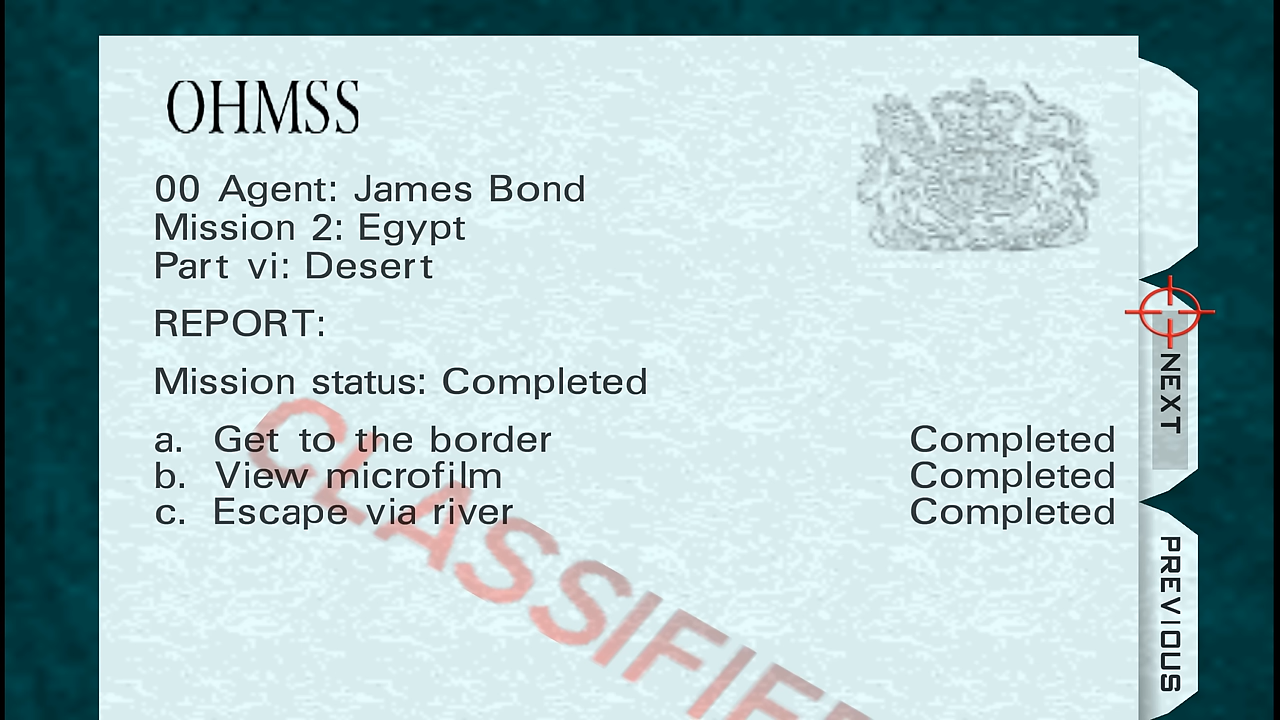 OHMSS
00 Agent: James Bond
Mission 2: Egypt
Part vi: Desert
REPORT:
Mission status: Completed
a. Get to the border Completed
b. View microfilm Completed
c. Escape via river Completed
CLASSIFIE
NEXT
PREVIOUS